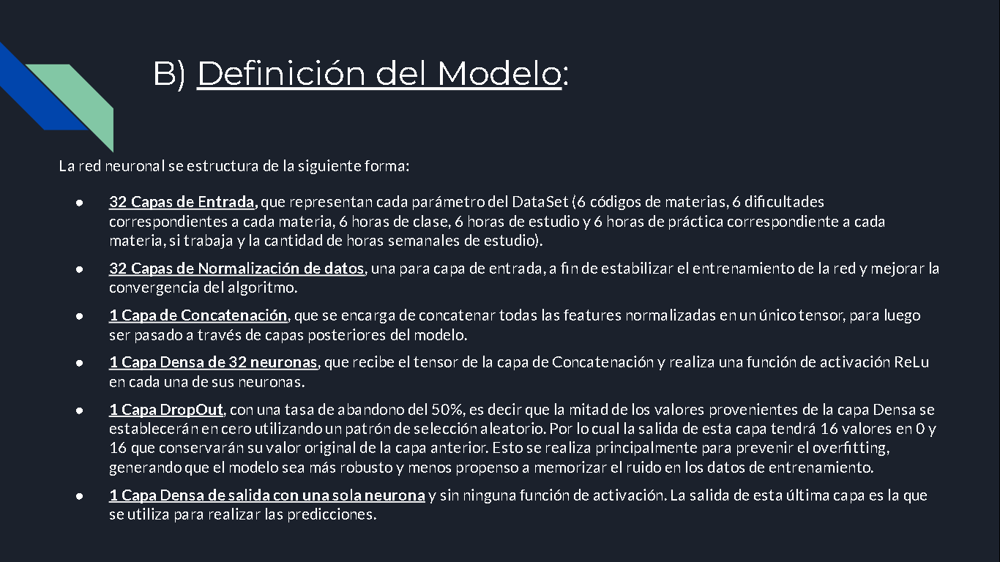 B) Definición del Modelo:
La red neuronal se estructura de la siguiente forma:
● 32 Capas de Entrada, que representan cada parámetro del DataSet (6 códigos de materias, 6 dificultades
correspondientes a cada materia, 6 horas de clase, 6 horas de estudio y 6 horas de práctica correspondiente a cada
materia, si trabaja y la cantidad de horas semanales de estudio).
● 32 Capas de Normalización de datos, una para capa de entrada, a fin de estabilizar el entrenamiento de la red y mejorar la
convergencia del algoritmo.
● 1 Capa de Concatenación, que se encarga de concatenar todas las features normalizadas en un único tensor, para luego
ser pasado a través de capas posteriores del modelo.
● 1 Capa Densa de 32 neuronas, que recibe el tensor de la capa de Concatenación y realiza una función de activación ReLu
en cada una de sus neuronas.
● 1 Capa DropOut, con una tasa de abandono del 50%, es decir que la mitad de los valores provenientes de la capa Densa se
establecerán en cero utilizando un patrón de selección aleatorio. Por lo cual la salida de esta capa tendrá 16 valores en 0 y
16 que conservarán su valor original de la capa anterior. Esto se realiza principalmente para prevenir el overfitting,
generando que el modelo sea más robusto y menos propenso a memorizar el ruido en los datos de entrenamiento.
● 1 Capa Densa de salida con una sola neurona y sin ninguna función de activación. La salida de esta última capa es la que
se utiliza para realizar las predicciones.